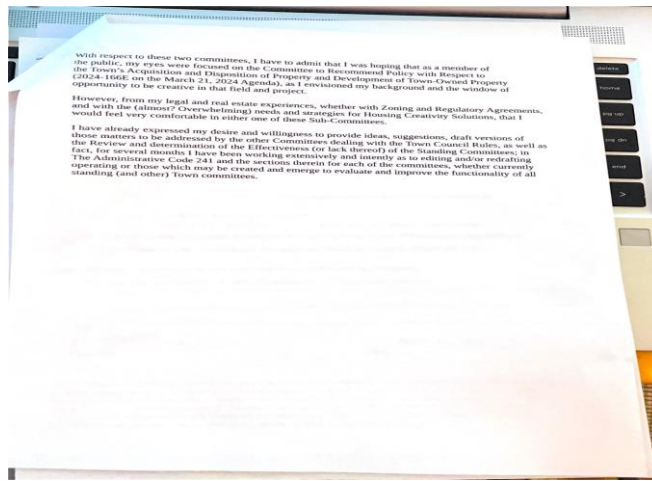 With respect to these two committees, I have to admit that I was hoping that as a member of
the public, my eyes were focused on the Committee to Recommend Policy with Respect to
the Town's Acquisition and Disposition of Property and Development of Town-Owned Property
(2024-166E on the March 21, 2024 Agenda), as I envisioned my background and the window of
opportunity to be creative in that field and project.
However, from my legal and real estate experiences, whether with Zoning and Regulatory Agreements,
and with the (almost? Overwhelming) needs and strategies for Housing Creativity Solutions, that I
would feel very comfortable in either one of these Sub-Committees.
I have already expressed my desire and willingness to provide ideas, suggestions, draft versions of
those matters to be addressed by the other Committees dealing with the Town Council Rules, as well as
the Review and determination of the Effectiveness (or lack thereof) of the Standing Committees; in
fact, for several months I have been working extensively and intently as to editing and/or redrafting
The Administrative Code 241 and the sections therein for each of the committees, whether currently
operating or those which may be created and emerge to evaluate and improve the functionality of all
standing (and other) Town committees.
delete
home
pg up
pg dn
end
>